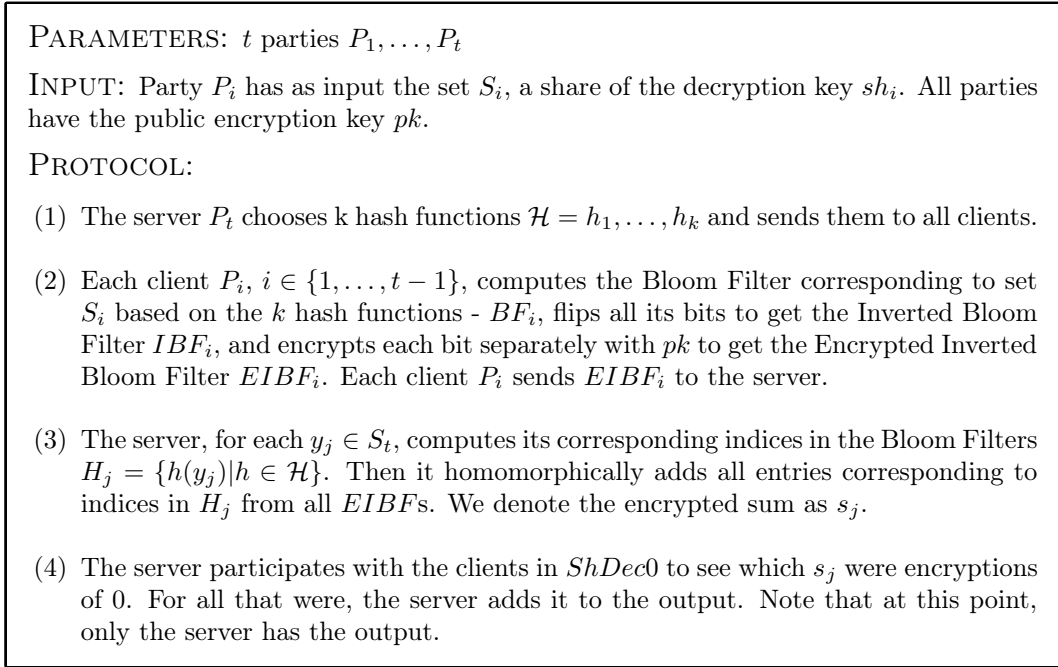 PARAMETERS: t parties P₁, . . . , Pₜ
INPUT: Party Pᵢ has as input the set Sᵢ, a share of the decryption key shᵢ. All parties
have the public encryption key pk.
PROTOCOL:
(1) The server Pₜ chooses k hash functions ℋ = h₁, . . . , hₖ and sends them to all clients.
(2) Each client Pᵢ, i ∈ {1, . . . , t − 1}, computes the Bloom Filter corresponding to set
Sᵢ based on the k hash functions - BFᵢ, flips all its bits to get the Inverted Bloom
Filter IBFᵢ, and encrypts each bit separately with pk to get the Encrypted Inverted
Bloom Filter EIBFᵢ. Each client Pᵢ sends EIBFᵢ to the server.
(3) The server, for each yⱼ ∈ Sₜ, computes its corresponding indices in the Bloom Filters
Hⱼ = {h(yⱼ)|h ∈ ℋ}. Then it homomorphically adds all entries corresponding to
indices in Hⱼ from all EIBFs. We denote the encrypted sum as sⱼ.
(4) The server participates with the clients in ShDec0 to see which sⱼ were encryptions
of 0. For all that were, the server adds it to the output. Note that at this point,
only the server has the output.